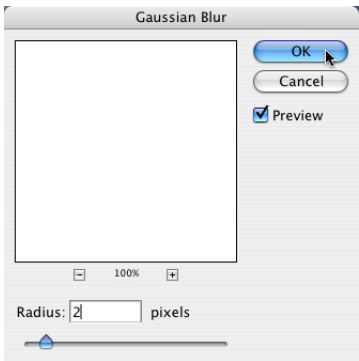 Gaussian Blur
OK
Cancel
Preview
100%
Radius: 2 pixels